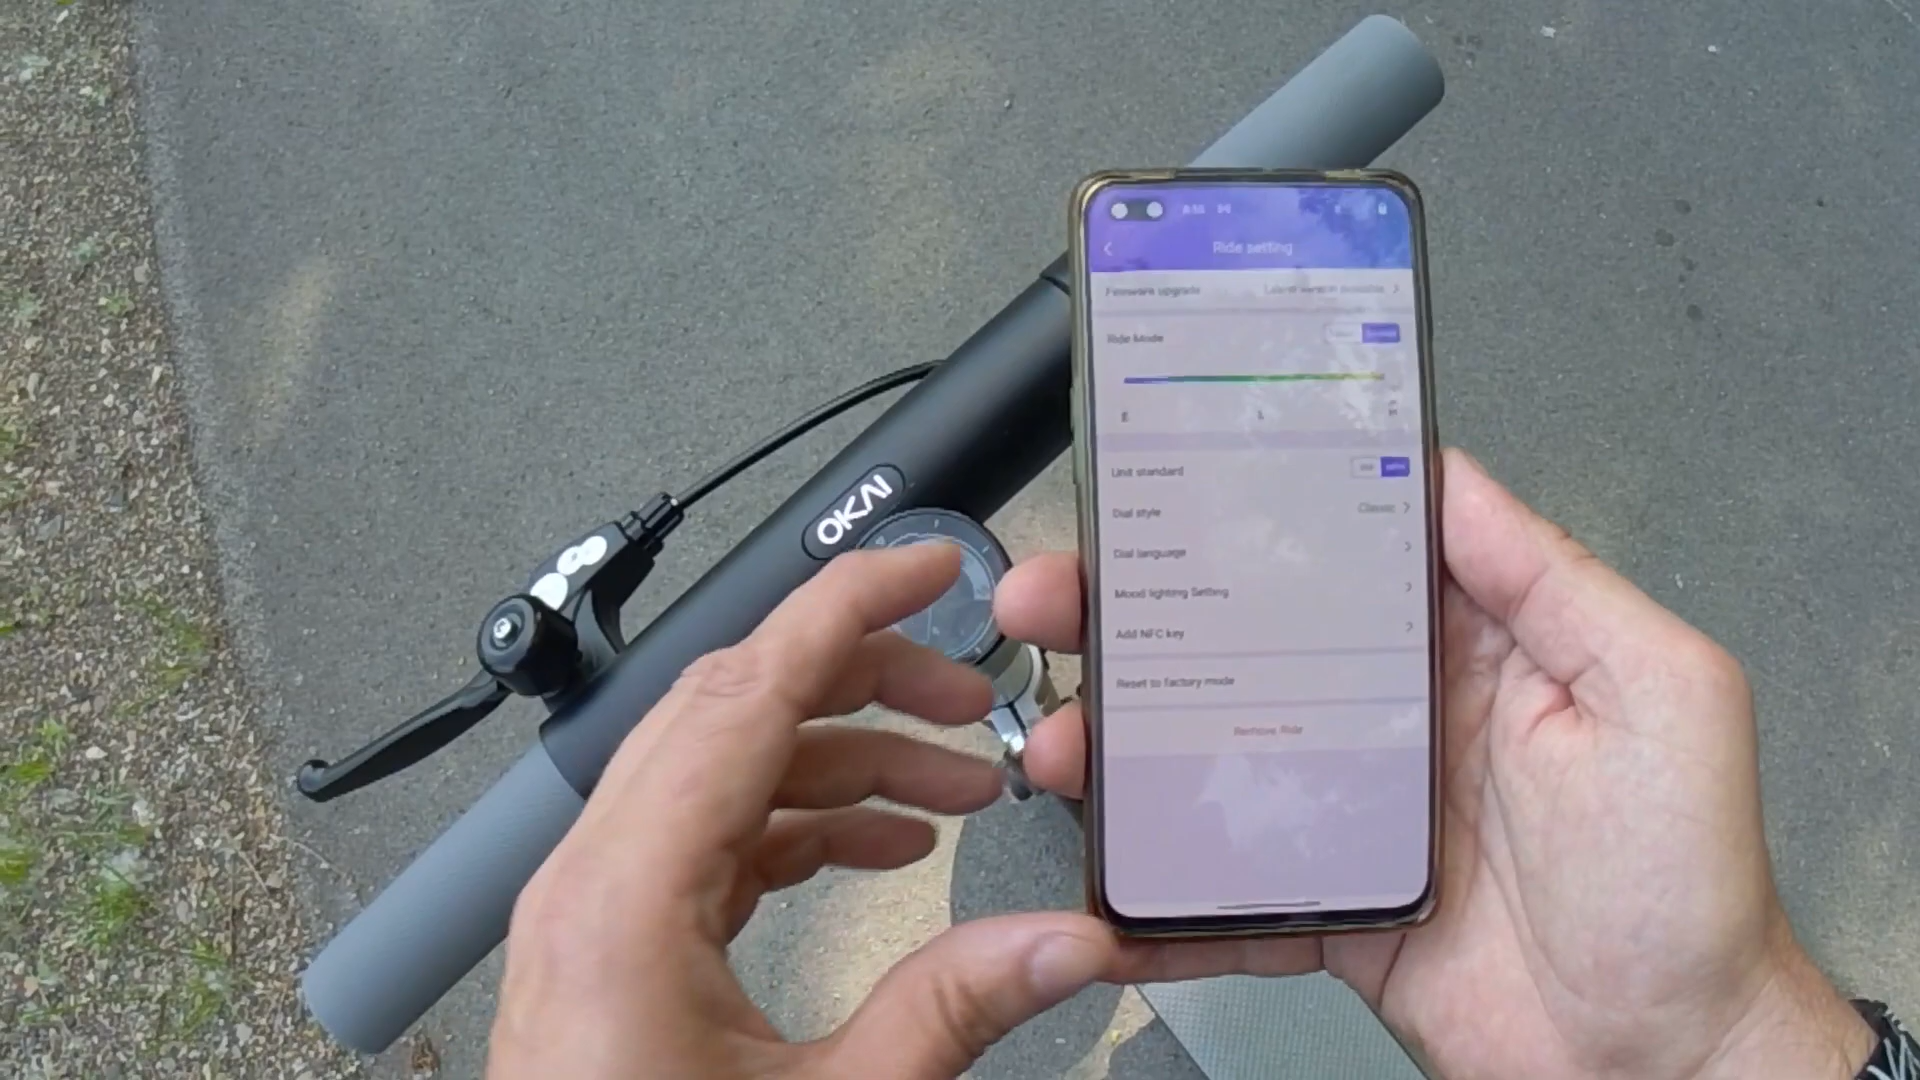 Ride setting
Firmware upgrade
Ride Mode
E L H
Unit standard
Dial style Classic
Dial language
Mood lighting Setting
Add NFC key
Reset to factory mode
Remove Ride
OKAI